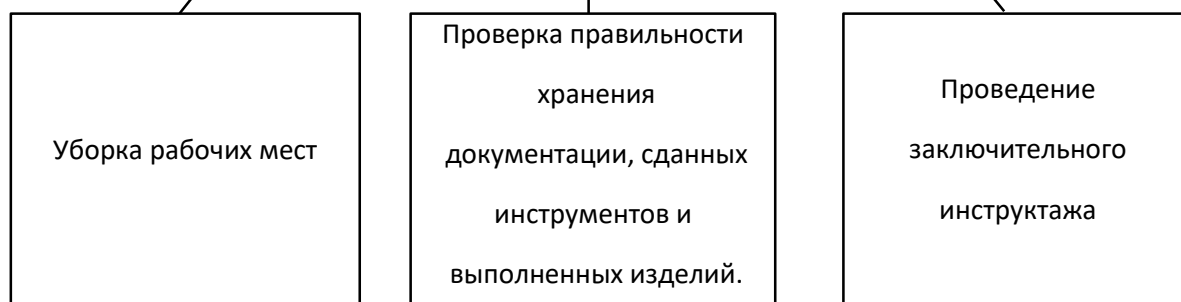 Уборка рабочих мест
Проверка правильности
хранения
документации, сданных
инструментов и
выполненных изделий.
Проведение
заключительного
инструктажа